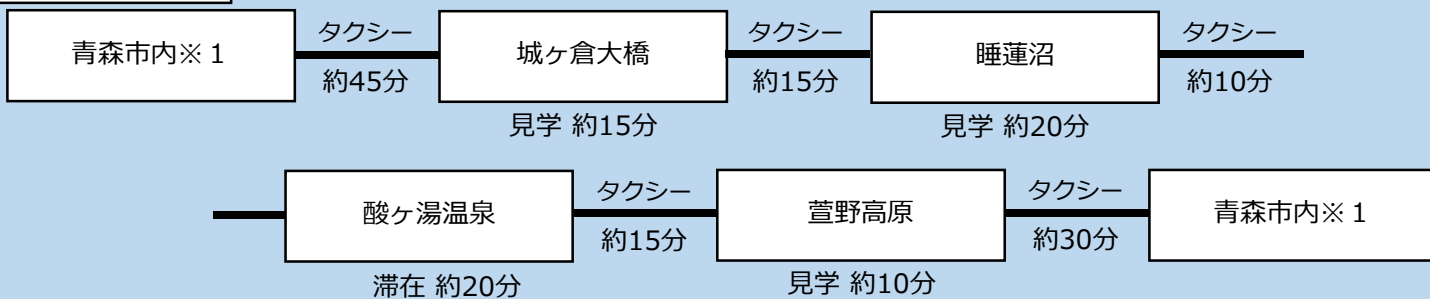 タクシー タクシー タクシー
青森市内※１ 城ヶ倉大橋 睡蓮沼
約45分 約15分 約10分
見学 約15分 見学 約20分
タクシー タクシー
酸ヶ湯温泉 萱野高原 青森市内※１
約15分 約30分
滞在 約20分 見学 約10分